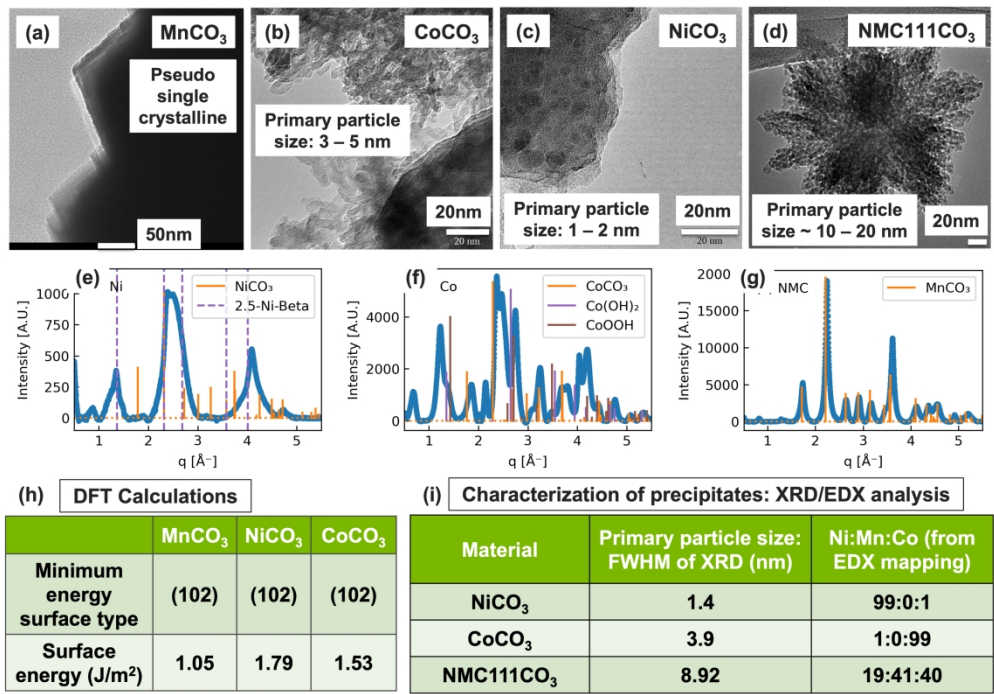 (a)
MnCO₃
Pseudo
single
crystalline
50nm
(b)
CoCO₃
Primary particle
size: 3 – 5 nm
20nm
20 nm
(c)
NiCO₃
Primary particle
size: 1 – 2 nm
20nm
20 nm
(d)
NMC111CO₃
Primary particle
size ~ 10 – 20 nm
20nm
(e)
Ni
NiCO₃
2.5-Ni-Beta
Intensity [A.U.]
1000
750
500
250
0
1 2 3 4 5
q [Å⁻]
(f)
Co
CoCO₃
Co(OH)₂
CoOOH
Intensity [A.U.]
4000
2000
0
1 2 3 4 5
q [Å⁻]
(g)
NMC
MnCO₃
Intensity [A.U.]
15000
10000
5000
0
1 2 3 4 5
q [Å⁻]
(h) DFT Calculations
MnCO₃ NiCO₃ CoCO₃
Minimum
energy
surface type
(102) (102) (102)
Surface
energy (J/m²)
1.05 1.79 1.53
(i) Characterization of precipitates: XRD/EDX analysis
Material
Primary particle size:
FWHM of XRD (nm)
Ni:Mn:Co (from
EDX mapping)
NiCO₃ 1.4 99:0:1
CoCO₃ 3.9 1:0:99
NMC111CO₃ 8.92 19:41:40